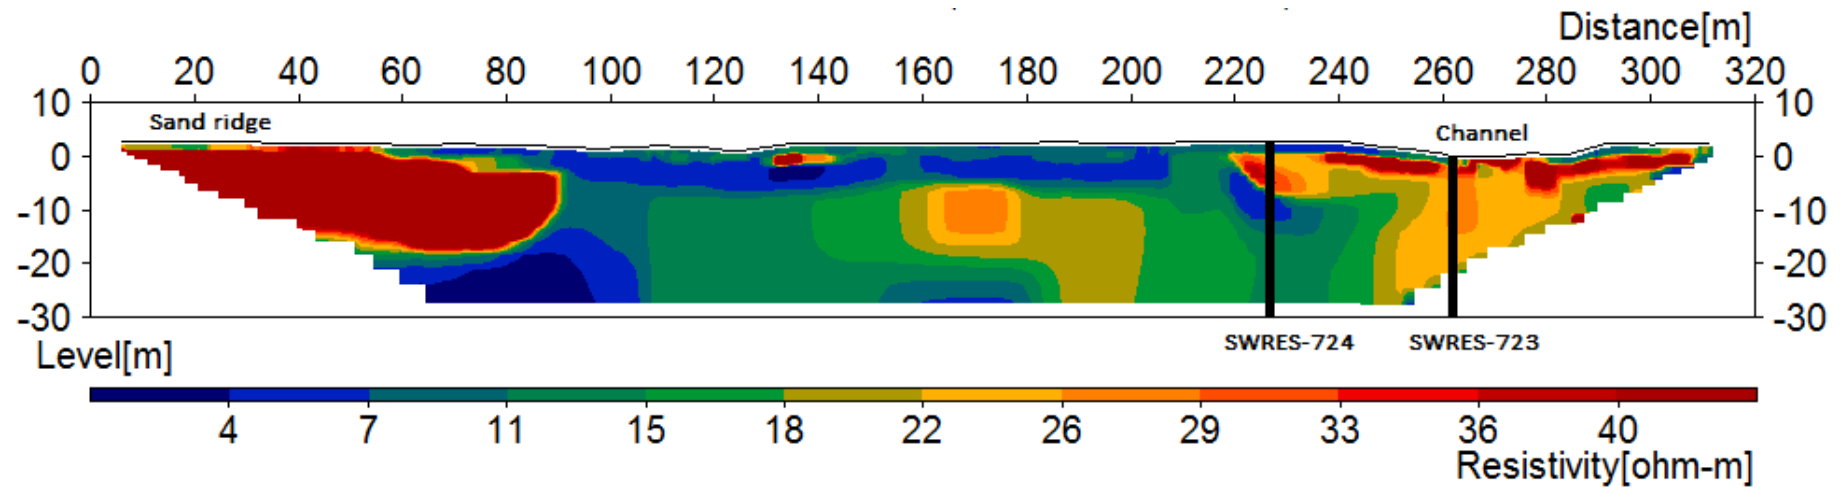 Distance[m]
0 20 40 60 80 100 120 140 160 180 200 220 240 260 280 300 320
10 10
Sand ridge
Channel
0 0
-10 -10
-20 -20
-30 -30
SWRES-724 SWRES-723
Level[m]
4 7 11 15 18 22 26 29 33 36 40
Resistivity[ohm-m]